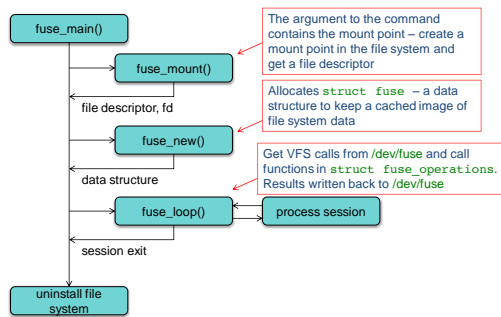 fuse_main()
The argument to the command
contains the mount point – create a
mount point in the file system and
get a file descriptor
fuse_mount()
file descriptor, fd
Allocates struct fuse – a data
structure to keep a cached image of
file system data
fuse_new()
data structure
Get VFS calls from /dev/fuse and call
functions in struct fuse_operations.
Results written back to /dev/fuse
fuse_loop()
process session
session exit
uninstall file
system